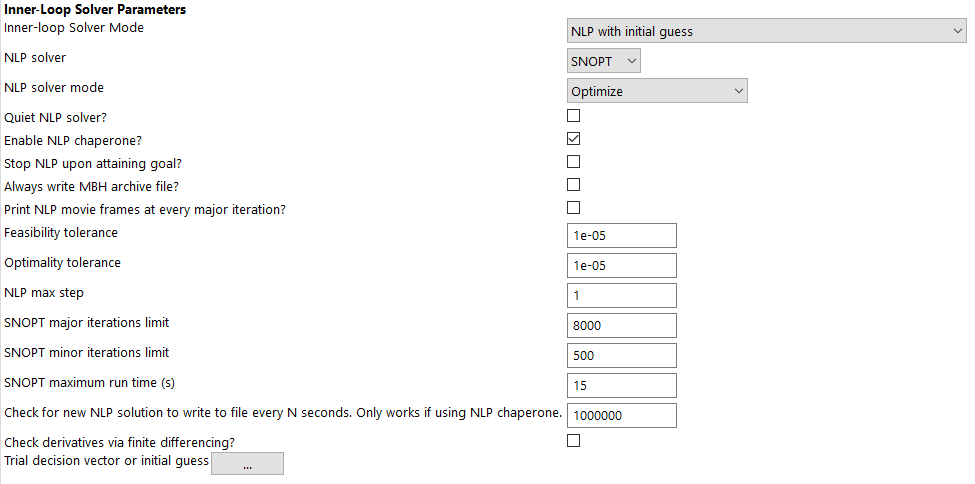 Inner-Loop Solver Parameters
Inner-loop Solver Mode NLP with initial guess
NLP solver SNOPT
NLP solver mode Optimize
Quiet NLP solver?
Enable NLP chaperone?
Stop NLP upon attaining goal?
Always write MBH archive file?
Print NLP movie frames at every major iteration?
Feasibility tolerance 1e-05
Optimality tolerance 1e-05
NLP max step 1
SNOPT major iterations limit 8000
SNOPT minor iterations limit 500
SNOPT maximum run time (s) 15
Check for new NLP solution to write to file every N seconds. Only works if using NLP chaperone. 1000000
Check derivatives via finite differencing?
Trial decision vector or initial guess ...